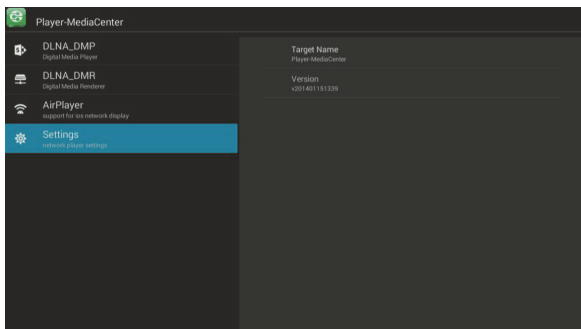 Player-MediaCenter
DLNA_DMP
Digital Media Player
DLNA_DMR
Digital Media Renderer
AirPlayer
support for ios network display
Settings
network player settings
Target Name
Player-MediaCenter
Version
v201401151339